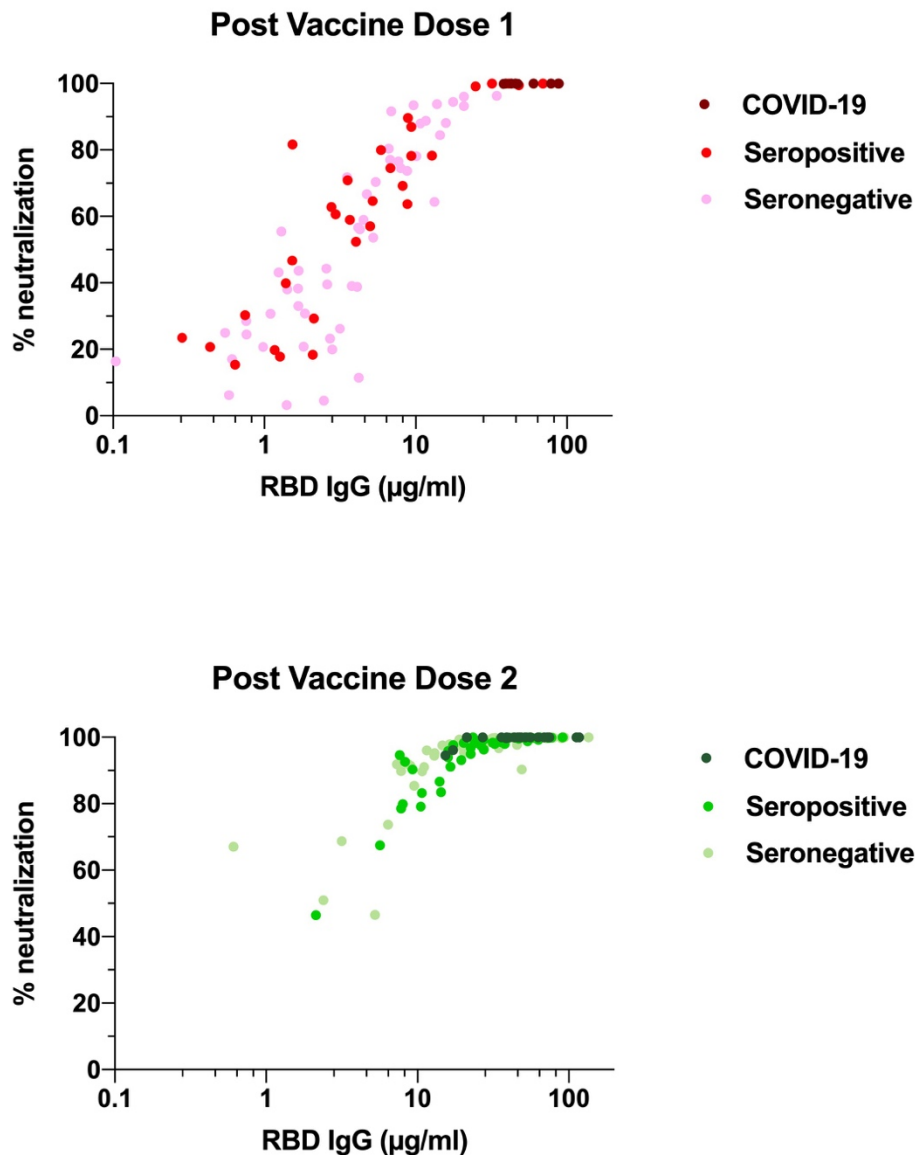 Post Vaccine Dose 1
100
80
60
40
20
0
% neutralization
0.1 1 10 100
RBD IgG (µg/ml)
COVID-19
Seropositive
Seronegative
Post Vaccine Dose 2
100
80
60
40
20
0
% neutralization
0.1 1 10 100
RBD IgG (µg/ml)
COVID-19
Seropositive
Seronegative